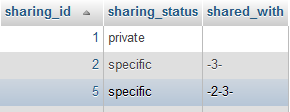 sharing_id sharing_status shared_with
1 private
2 specific -3-
5 specific -2-3-